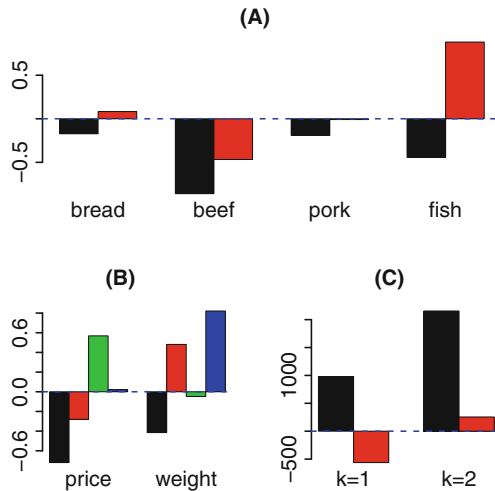 (A)
0.5
−0.5
bread beef pork fish
(B)
0.6
0.0
−0.6
price weight
(C)
1000
−500
k=1 k=2